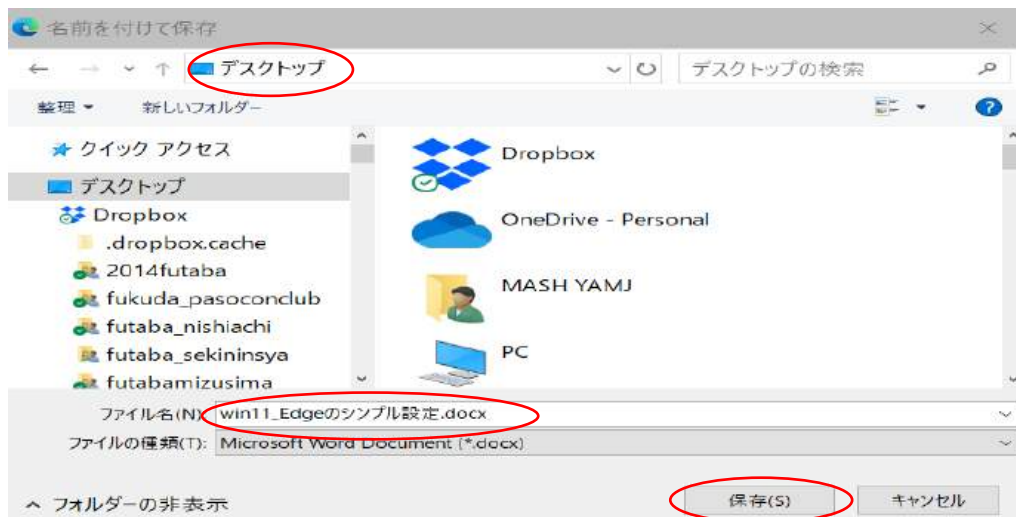 名前を付けて保存
デスクトップ
デスクトップの検索
整理
新しいフォルダー
クイック アクセス
デスクトップ
Dropbox
.dropbox.cache
2014futaba
fukuda_pasoconclub
futaba_nishiachi
futaba_sekininsya
futabamizusima
Dropbox
OneDrive - Personal
MASH YAMJ
PC
ファイル名(N): win11_Edgeのシンプル設定.docx
ファイルの種類(T): Microsoft Word Document (*.docx)
フォルダーの非表示
保存(S)
キャンセル